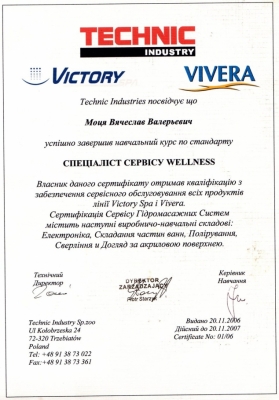 TECHNIC
INDUSTRY
VICTORY
VIVERA
Technic Industries посвідчує що
Моця Вячеслав Валерьевич
успішно завершив навчальний курс по стандарту
СПЕЦІАЛІСТ СЕРВІСУ WELLNESS
Власник даного сертифікату отримав кваліфікацію з
забезпечення сервісного обслуговування всіх продуктів
лінії Victory Spa і Vivera.
Сертифікація Сервісу Гідромасажних Систем
містить наступні виробничо-навчальні складові:
Електроніка, Складання частин ванн, Полірування,
Сверління и Догляд за акриловою поверхнею.
Технічний
Директор
DYREKTOR
ZARZĄDZAJĄCY
Piotr
Керівник
Навчання
Technic Industry Sp.zoo
Ul Kołobrzeska 24
72-320 Trzebiatów
Poland
Tel: +48 91 38 73 022
Fax:+48 91 38 73 361
Видано 20.11.2006
Дійсний до 20.11.2007
Certificate No: 01/06